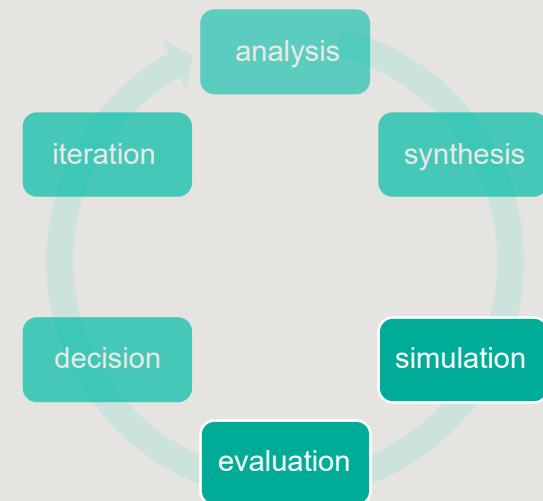 analysis
synthesis
simulation
evaluation
decision
iteration